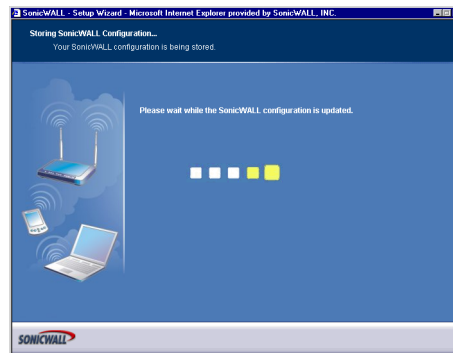 SonicWALL - Setup Wizard - Microsoft Internet Explorer provided by SonicWALL, INC.
Storing SonicWALL Configuration...
Your SonicWALL configuration is being stored.
Please wait while the SonicWALL configuration is updated.
SONICWALL